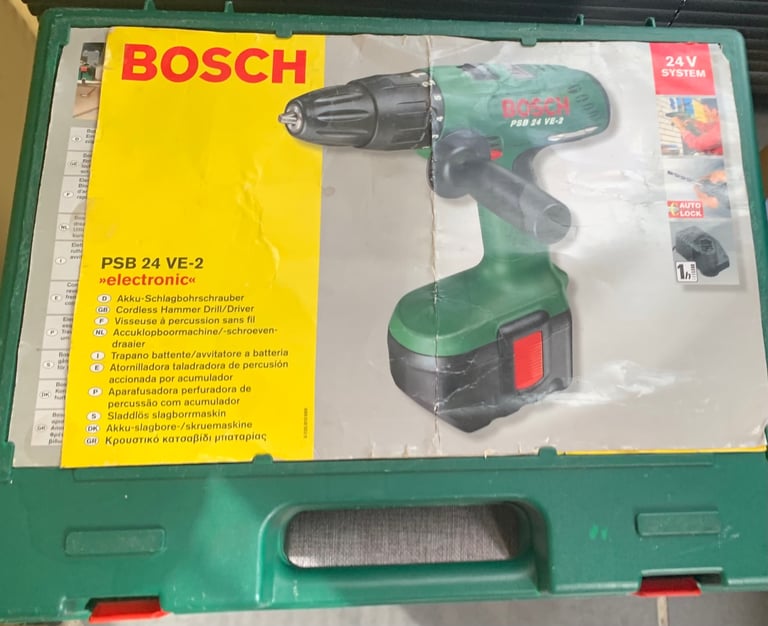 BOSCH
24 V
SYSTEM
BOSCH
PSB 24 VE-2
AUTO
LOCK
1h
PSB 24 VE-2
»electronic«
D Akku-Schlagbohrschrauber
GB Cordless Hammer Drill/Driver
F Visseuse à percussion sans fil
NL Accuklopboormachine/-schroeven-
draaier
I Trapano battente/avvitatore a batteria
E Atornilladora taladradora de percusión
accionada por acumulador
P Aparafusadora perfuradora de
percussão com acumulador
S Sladdlös slagborrmaskin
DK Akku-slagbore-/skruemaskine
GR Κρουστικό κατσαβίδι μπαταρίας